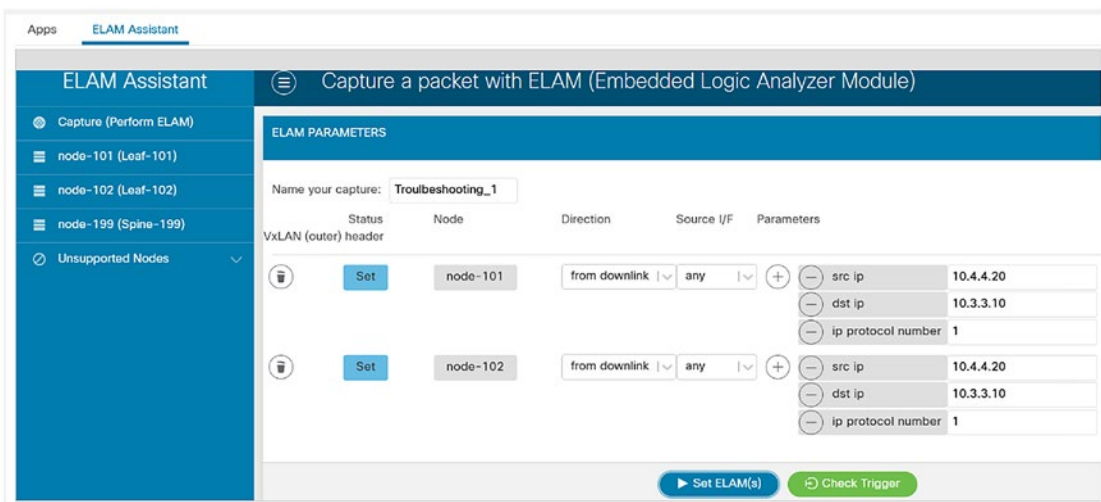 Apps ELAM Assistant
ELAM Assistant
Capture a packet with ELAM (Embedded Logic Analyzer Module)
Capture (Perform ELAM)
node-101 (Leaf-101)
node-102 (Leaf-102)
node-199 (Spine-199)
Unsupported Nodes
ELAM PARAMETERS
Name your capture: Troulbeshooting_1
Status Node Direction Source I/F Parameters
VxLAN (outer) header
Set node-101 from downlink any src ip 10.4.4.20
dst ip 10.3.3.10
ip protocol number 1
Set node-102 from downlink any src ip 10.4.4.20
dst ip 10.3.3.10
ip protocol number 1
Set ELAM(s) Check Trigger